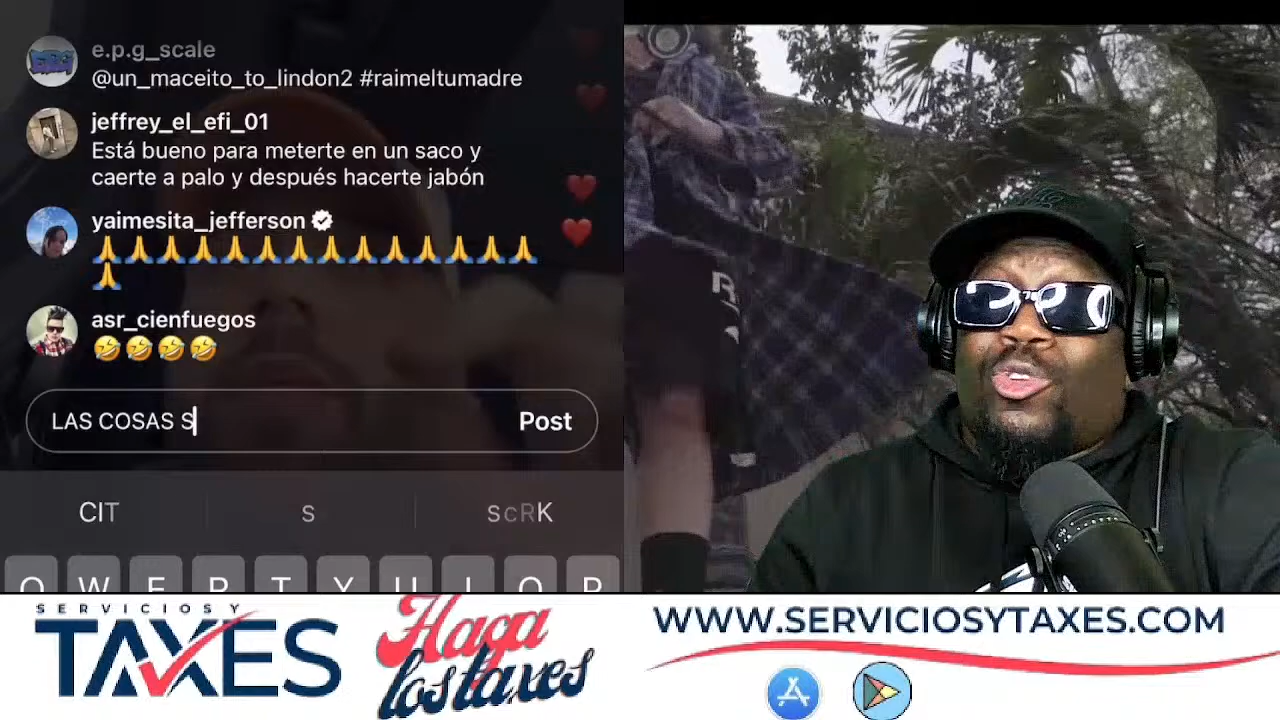 e.p.g_scale
@un_maceito_to_lindon2 #raimeltumadre
jeffrey_el_efi_01
Está bueno para meterte en un saco y
caerte a palo y después hacerte jabón
yaimesita_jefferson
🙏🙏🙏🙏🙏🙏🙏🙏🙏🙏🙏🙏🙏🙏
🙏
asr_cienfuegos
🤣🤣🤣🤣
LAS COSAS S
Post
CIT
s
scRK
Q W E R T Y U I O P
SERVICIOS Y
TAXES
Haga
los taxes
WWW.SERVICIOSYTAXES.COM